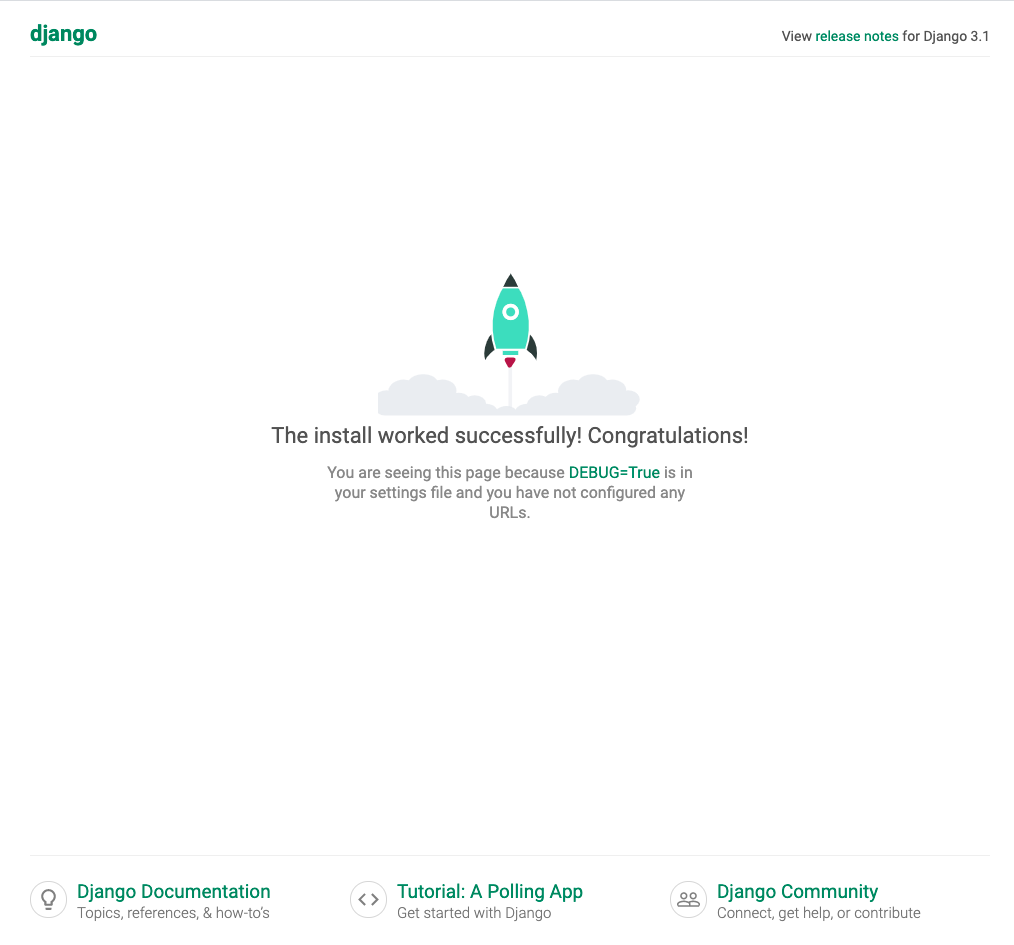 django
View release notes for Django 3.1
The install worked successfully! Congratulations!
You are seeing this page because DEBUG=True is in
your settings file and you have not configured any
URLs.
Django Documentation
Topics, references, & how-to’s
Tutorial: A Polling App
Get started with Django
Django Community
Connect, get help, or contribute